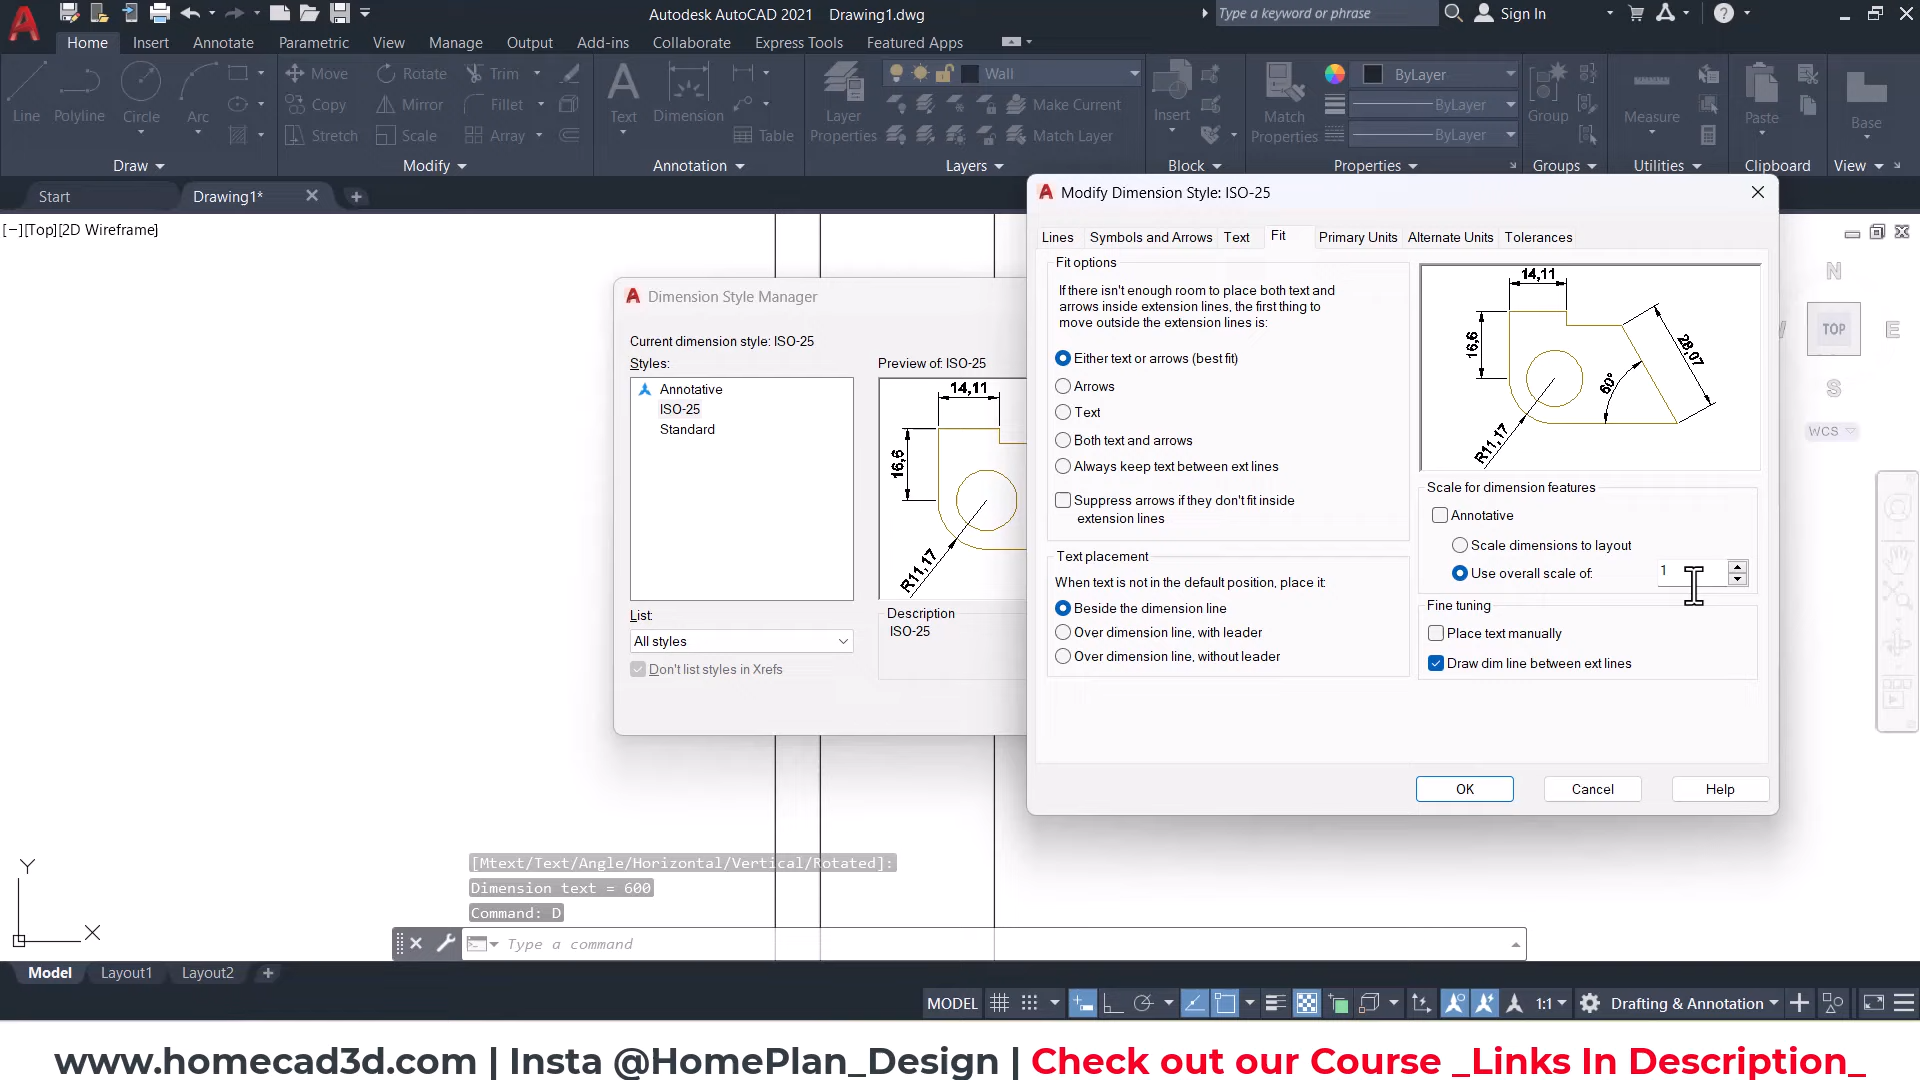 Autodesk AutoCAD 2021 Drawing1.dwg
Type a keyword or phrase
Sign In
Home Insert Annotate Parametric View Manage Output Add-ins Collaborate Express Tools Featured Apps
Line Polyline Circle Arc
Move Rotate Trim
Copy Mirror Fillet
Stretch Scale Array
Text Dimension
Table
Layer Properties
Wall
Make Current
Match Layer
Insert
Match Properties
ByLayer
ByLayer
ByLayer
Group
Measure
Paste
Base
Draw Modify Annotation Layers Block Properties Groups Utilities Clipboard View
Start Drawing1*
[−][Top][2D Wireframe]
N
TOP
E
S
WCS
Dimension Style Manager
Current dimension style: ISO-25
Styles:
Annotative
ISO-25
Standard
Preview of: ISO-25
14,11
16,6
R11,17
List:
All styles
Don't list styles in Xrefs
Description
ISO-25
Modify Dimension Style: ISO-25
Lines Symbols and Arrows Text Fit Primary Units Alternate Units Tolerances
Fit options
If there isn't enough room to place both text and
arrows inside extension lines, the first thing to
move outside the extension lines is:
Either text or arrows (best fit)
Arrows
Text
Both text and arrows
Always keep text between ext lines
Suppress arrows if they don't fit inside
extension lines
Text placement
When text is not in the default position, place it:
Beside the dimension line
Over dimension line, with leader
Over dimension line, without leader
14,11
16,6
28,07
60°
R11,17
Scale for dimension features
Annotative
Scale dimensions to layout
Use overall scale of: 1
Fine tuning
Place text manually
Draw dim line between ext lines
OK Cancel Help
[Mtext/Text/Angle/Horizontal/Vertical/Rotated]:
Dimension text = 600
Command: D
Type a command
Y
X
Model Layout1 Layout2
MODEL
1:1
Drafting & Annotation
www.homecad3d.com | Insta @HomePlan_Design | Check out our Course _Links In Description_